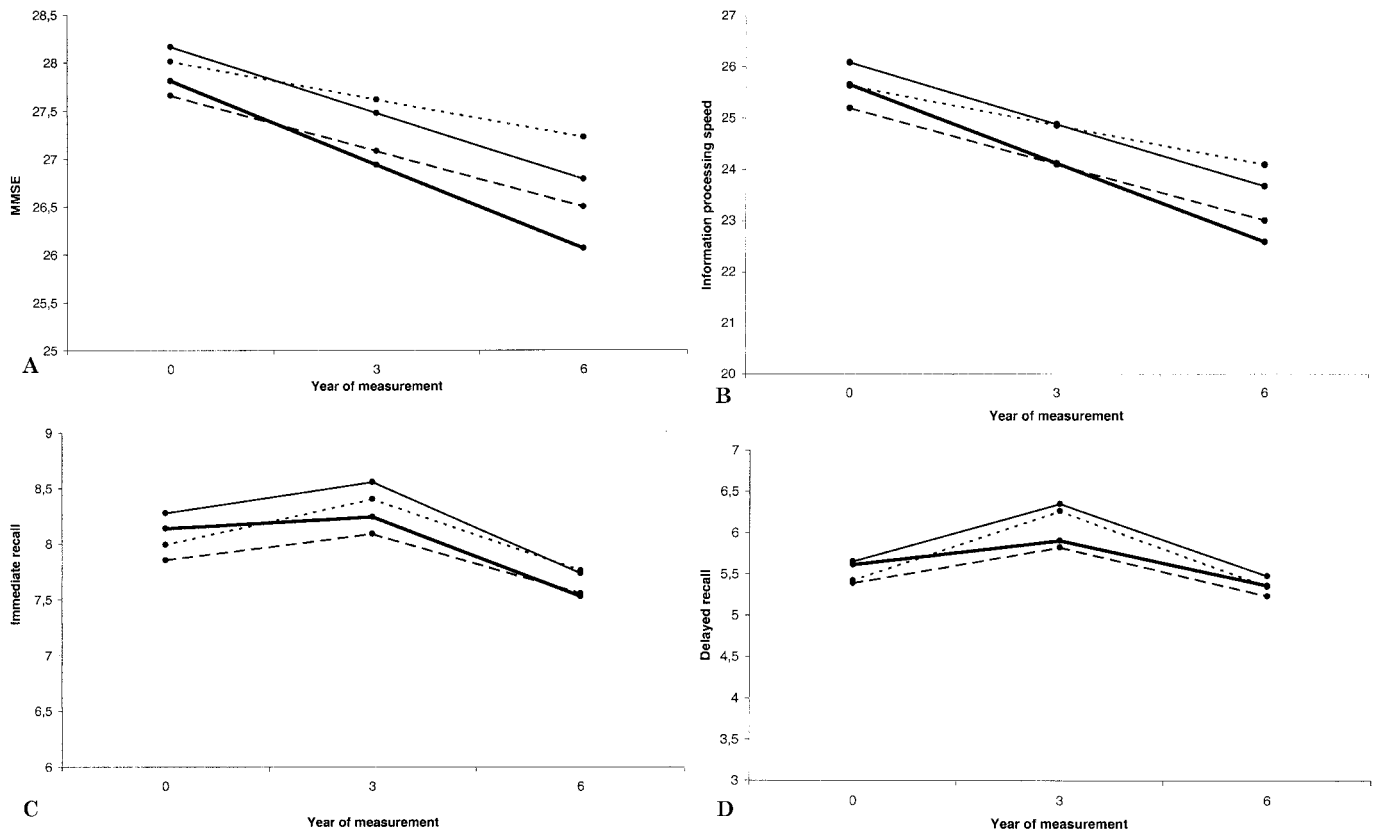 28,5
28
27,5
27
26,5
26
25,5
25
MMSE
0 3 6
Year of measurement
A
27
26
25
24
23
22
21
20
Information processing speed
0 3 6
Year of measurement
B
9
8,5
8
7,5
7
6,5
6
Immediate recall
0 3 6
Year of measurement
C
7
6,5
6
5,5
5
4,5
4
3,5
3
Delayed recall
0 3 6
Year of measurement
D